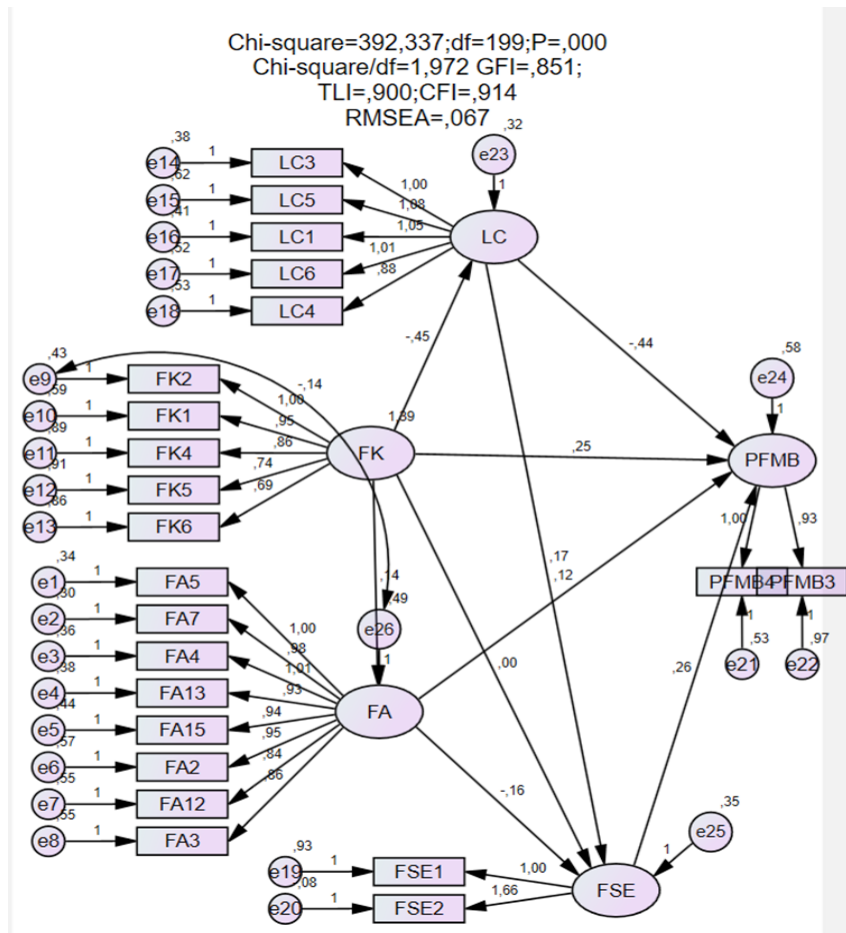 Chi-square=392,337;df=199;P=,000
Chi-square/df=1,972 GFI=,851;
TLI=,900;CFI=,914
RMSEA=,067
,38
e14 1 LC3
,62
e15 1 LC5
,41
e16 1 LC1
,52
e17 1 LC6
,53
e18 1 LC4
1,00
1,08
1,05
1,01
,88
,32
e23
1
LC
-,45
-,44
,43
e9 1 FK2
,59
e10 1 FK1
,89
e11 1 FK4
,91
e12 1 FK5
,86
e13 1 FK6
-,14
1,00
,95
,86
,74
,69
1,39
FK
,25
,58
e24
1
PFMB
1,00
,93
PFMB4 PFMB3
1 1
,53 ,97
e21 e22
,17
,12
,14
,49
e26
1
,34
e1 1 FA5
,30
e2 1 FA7
,36
e3 1 FA4
,38
e4 1 FA13
,44
e5 1 FA15
,57
e6 1 FA2
,55
e7 1 FA12
,55
e8 1 FA3
1,00
,98
1,01
,93
,94
,95
,84
,86
FA
,00
,26
-,16
,35
e25
1
,93
e19 1 FSE1
,08
e20 1 FSE2
1,00
1,66
FSE